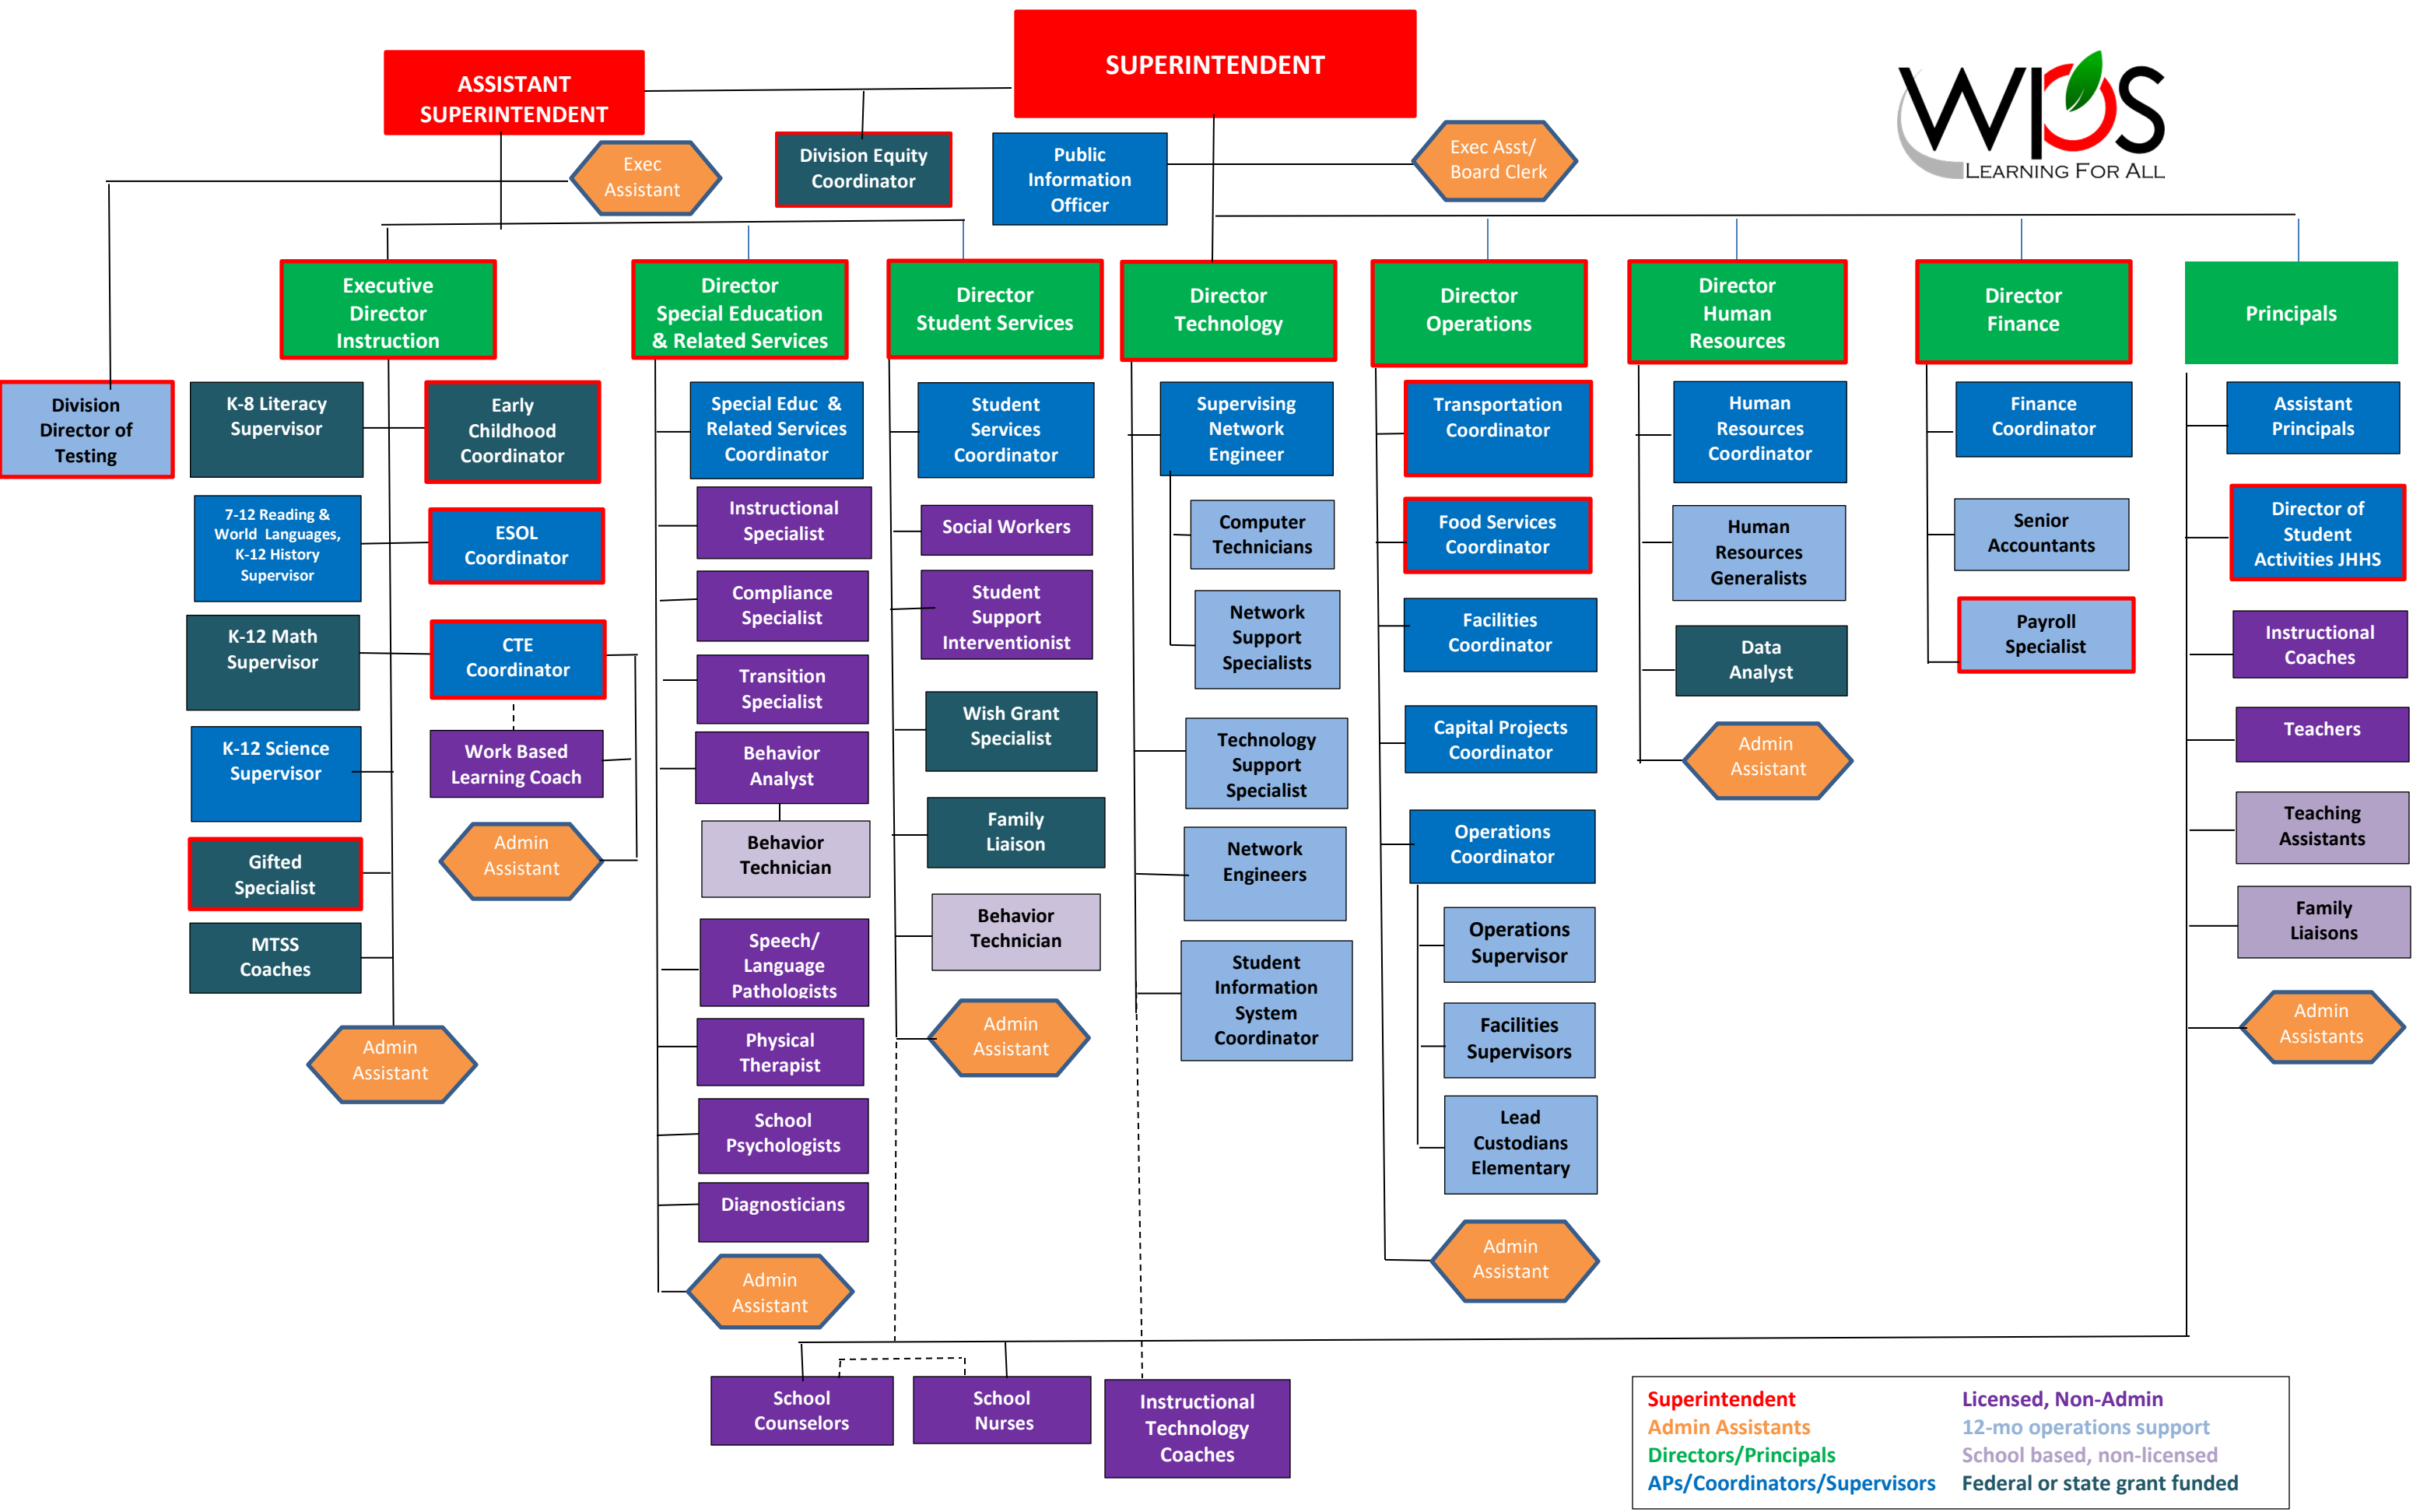 SUPERINTENDENT
ASSISTANT
SUPERINTENDENT
WPS
LEARNING FOR ALL
Exec
Assistant
Division Equity
Coordinator
Public
Information
Officer
Exec Asst/
Board Clerk
Executive
Director
Instruction
Director
Special Education
& Related Services
Director
Student Services
Director
Technology
Director
Operations
Director
Human
Resources
Director
Finance
Principals
Division
Director of
Testing
K-8 Literacy
Supervisor
Early
Childhood
Coordinator
7-12 Reading &
World  Languages,
K-12 History
Supervisor
ESOL
Coordinator
K-12 Math
Supervisor
CTE
Coordinator
K-12 Science
Supervisor
Work Based
Learning Coach
Gifted
Specialist
Admin
Assistant
MTSS
Coaches
Admin
Assistant
Special Educ  &
Related Services
Coordinator
Instructional
Specialist
Compliance
Specialist
Transition
Specialist
Behavior
Analyst
Behavior
Technician
Speech/
Language
Pathologists
Physical
Therapist
School
Psychologists
Diagnosticians
Admin
Assistant
Student
Services
Coordinator
Social Workers
Student
Support
Interventionist
Wish Grant
Specialist
Family
Liaison
Behavior
Technician
Admin
Assistant
Supervising
Network
Engineer
Computer
Technicians
Network
Support
Specialists
Technology
Support
Specialist
Network
Engineers
Student
Information
System
Coordinator
Transportation
Coordinator
Food Services
Coordinator
Facilities
Coordinator
Capital Projects
Coordinator
Operations
Coordinator
Operations
Supervisor
Facilities
Supervisors
Lead
Custodians
Elementary
Admin
Assistant
Human
Resources
Coordinator
Human
Resources
Generalists
Data
Analyst
Admin
Assistant
Finance
Coordinator
Senior
Accountants
Payroll
Specialist
Assistant
Principals
Director of
Student
Activities JHHS
Instructional
Coaches
Teachers
Teaching
Assistants
Family
Liaisons
Admin
Assistants
School
Counselors
School
Nurses
Instructional
Technology
Coaches
Superintendent
Admin Assistants
Directors/Principals
APs/Coordinators/Supervisors
Licensed, Non-Admin
12-mo operations support
School based, non-licensed
Federal or state grant funded